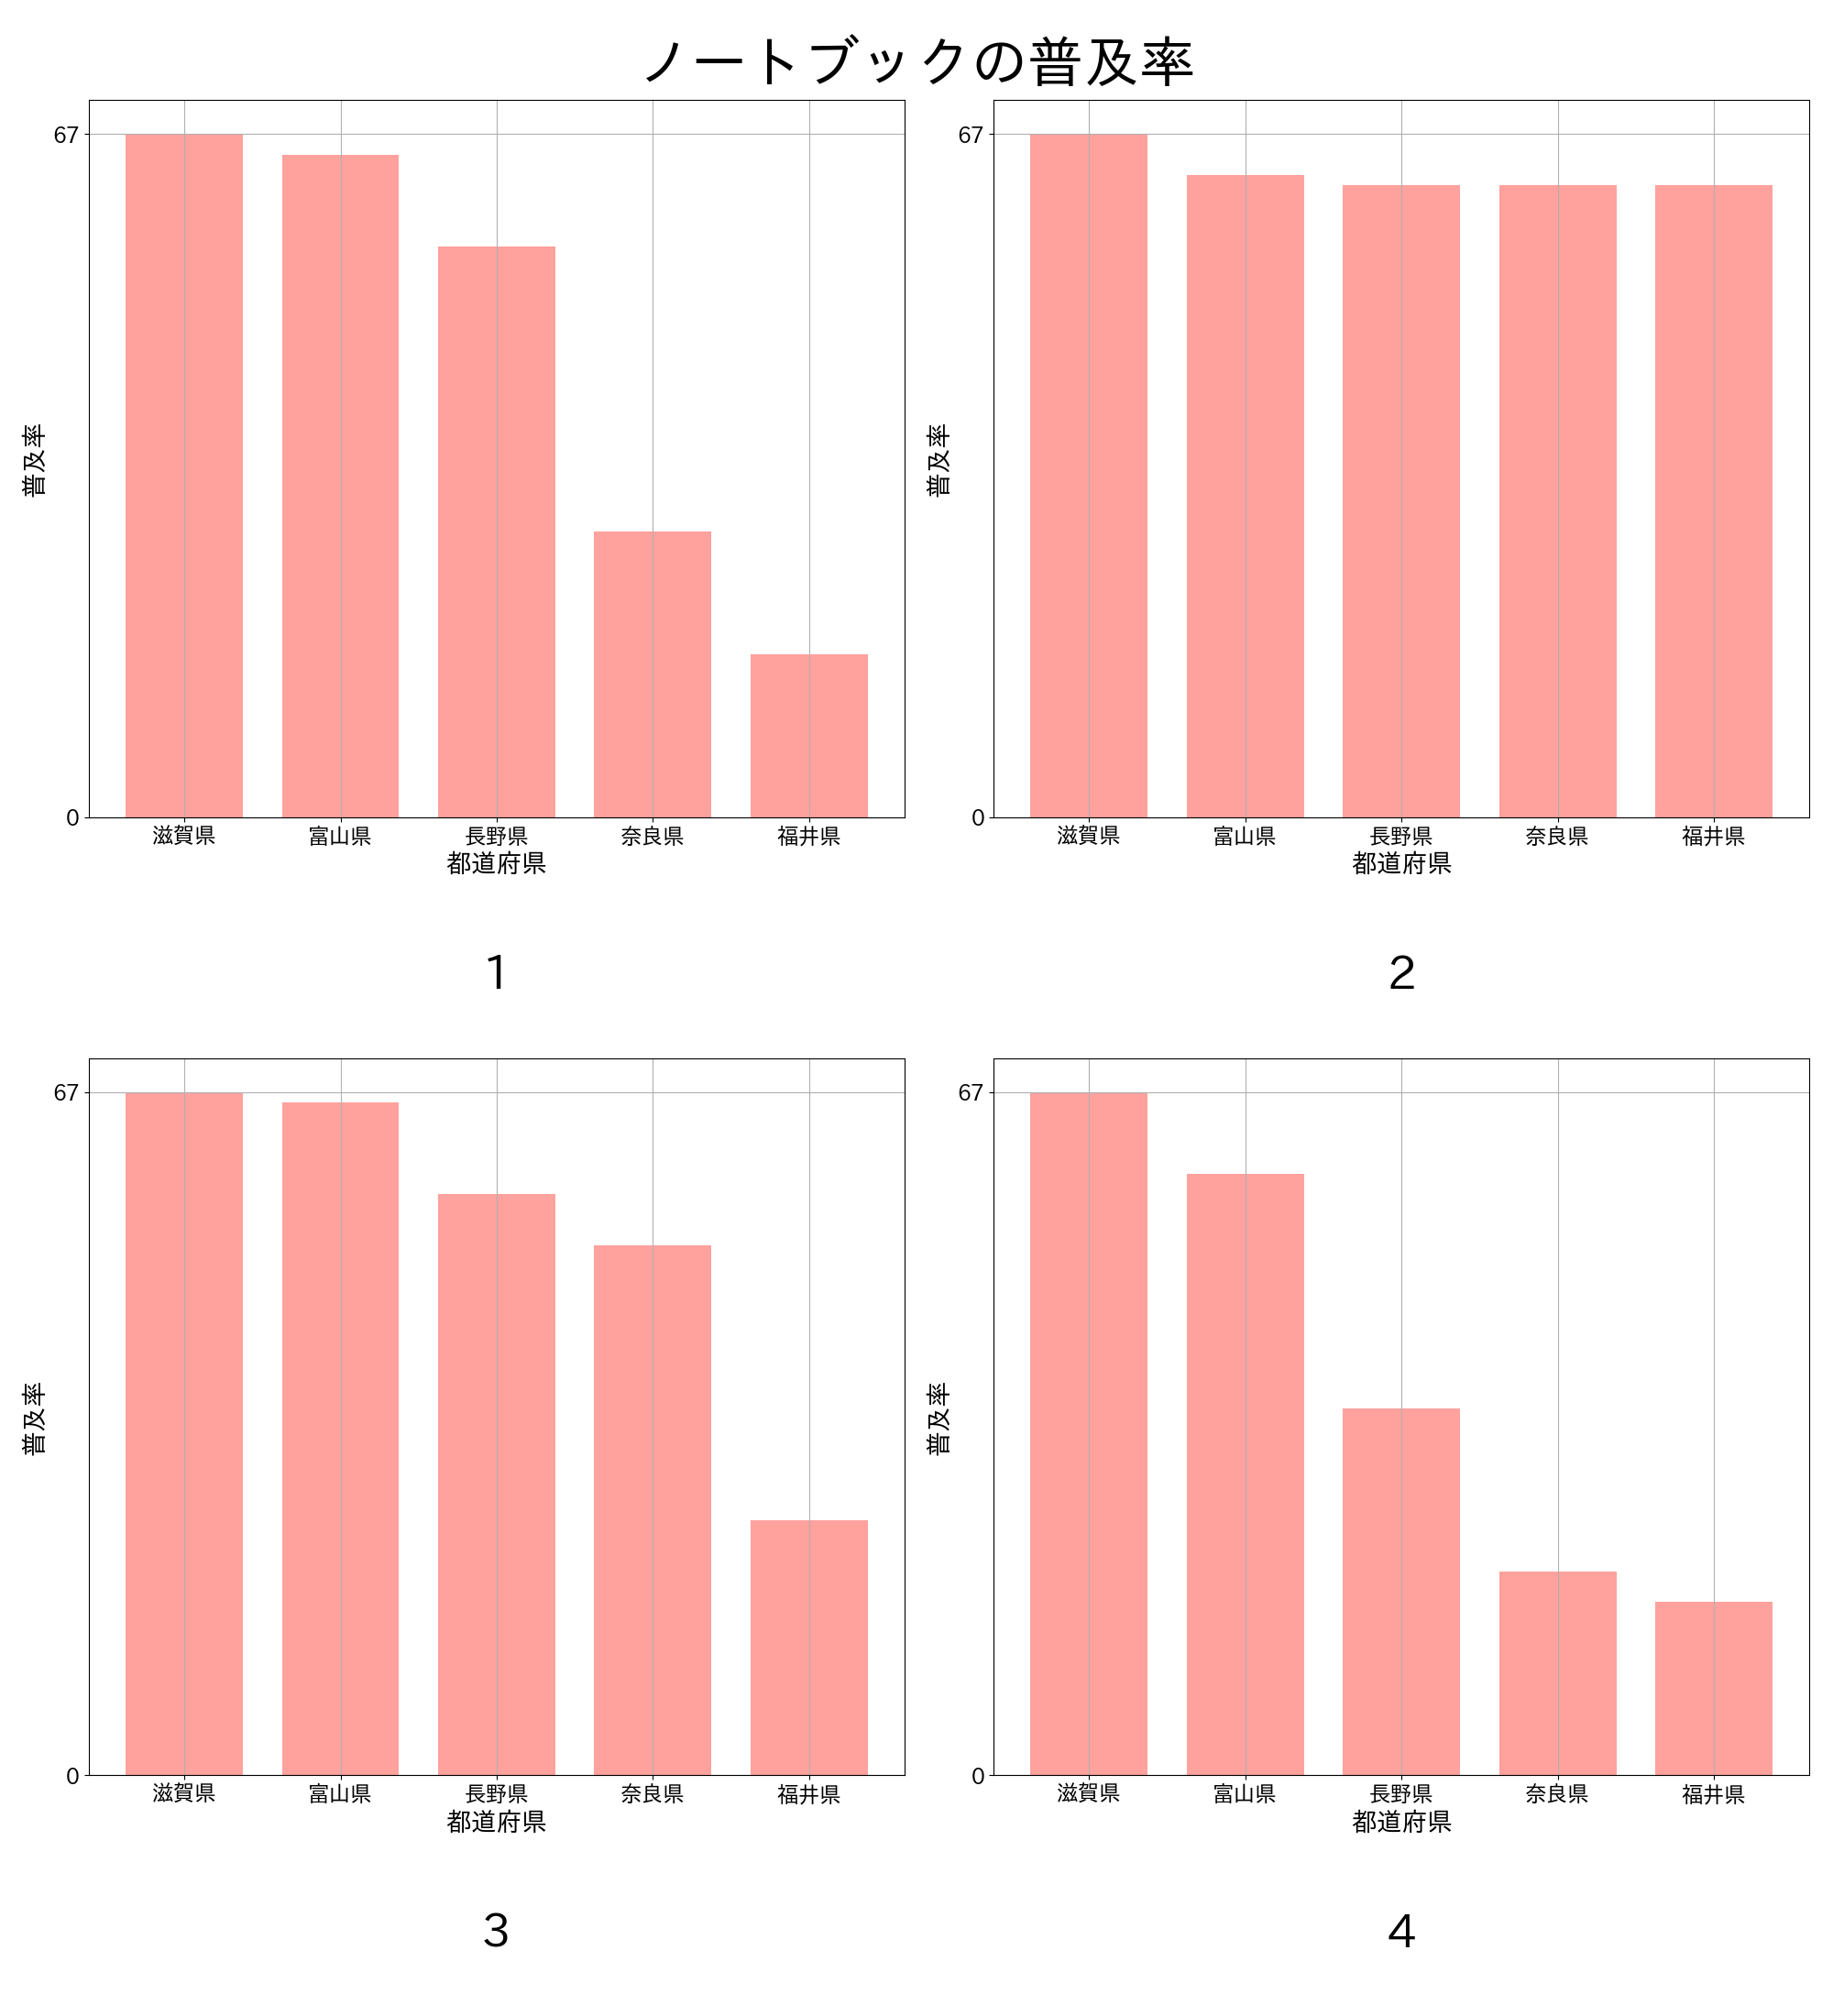 ノートブックの普及率
67
0
普及率
滋賀県 富山県 長野県 奈良県 福井県
都道府県
1
67
0
普及率
滋賀県 富山県 長野県 奈良県 福井県
都道府県
2
67
0
普及率
滋賀県 富山県 長野県 奈良県 福井県
都道府県
3
67
0
普及率
滋賀県 富山県 長野県 奈良県 福井県
都道府県
4